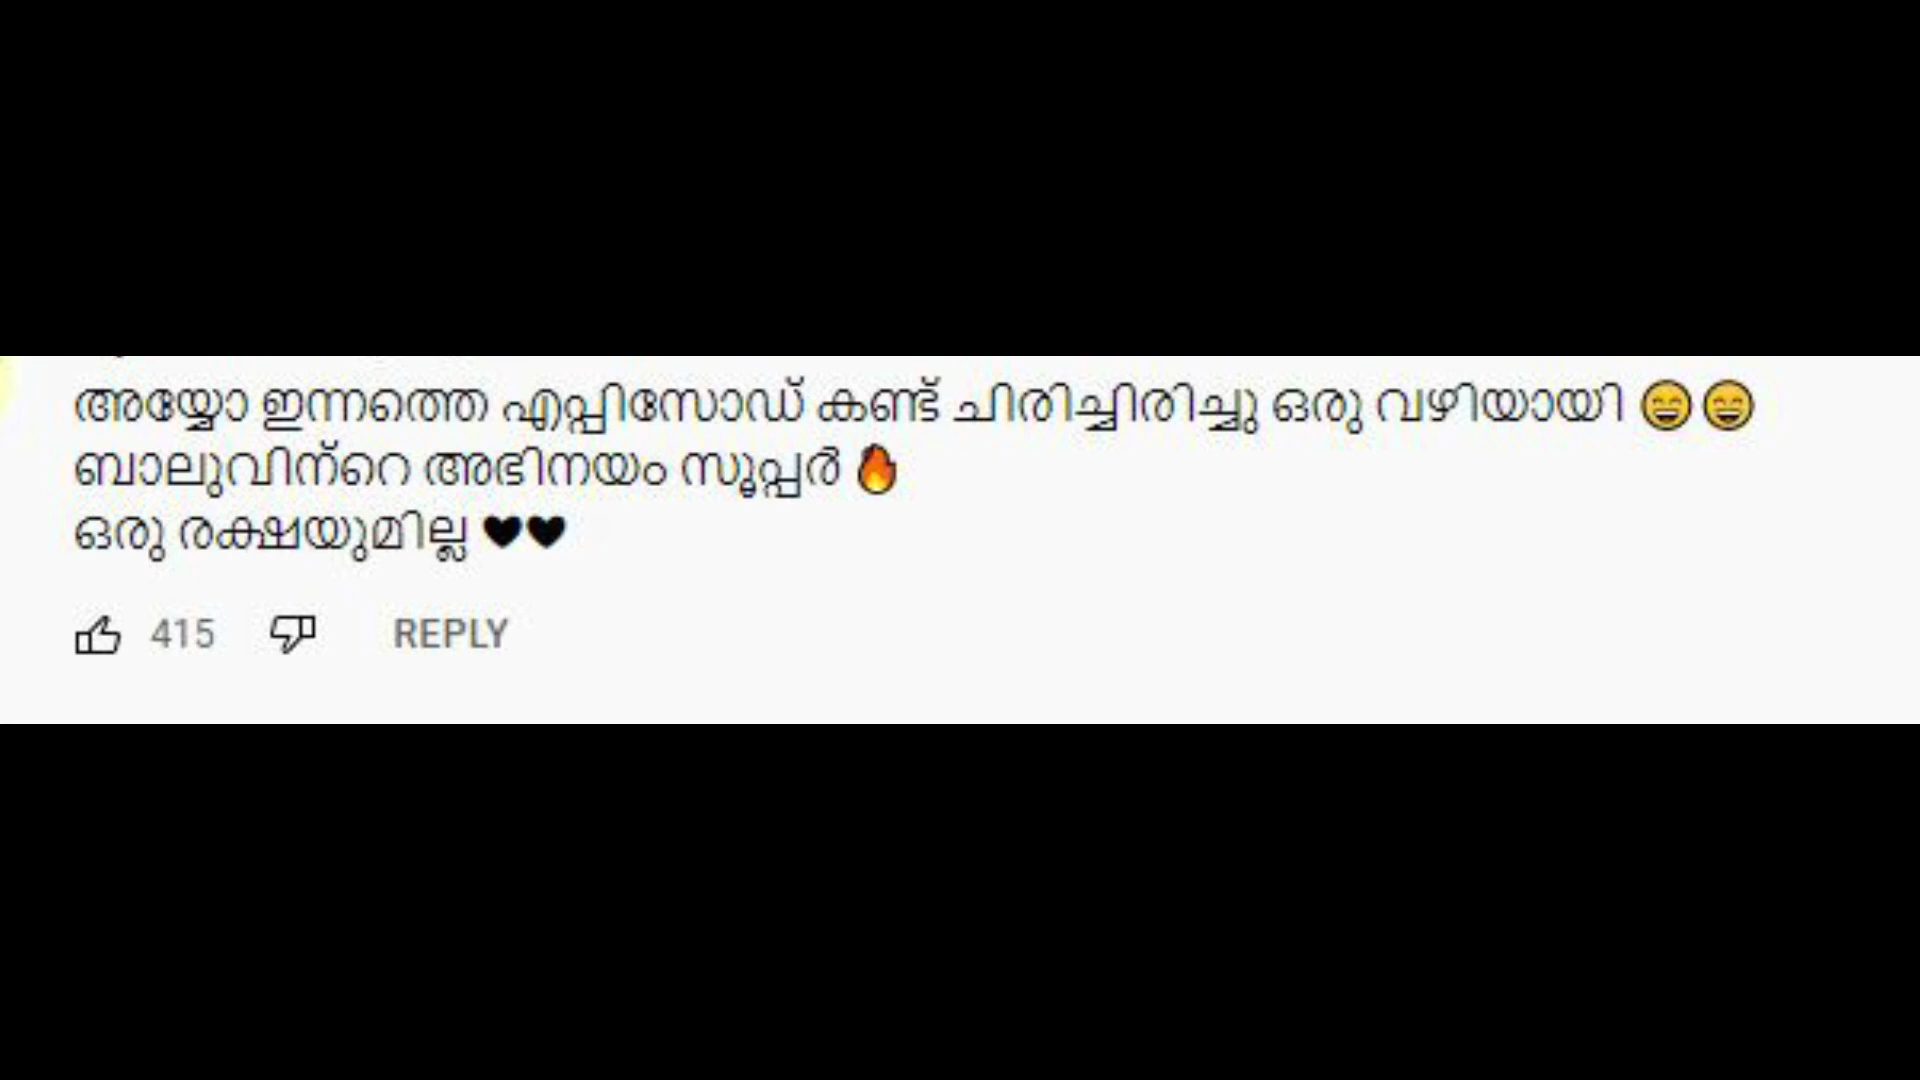 അയ്യോ ഇന്നത്തെ എപ്പിസോഡ് കണ്ട് ചിരിച്ചിരിച്ചു ഒരു വഴിയായി 😄😄
ബാലുവിന്റെ അഭിനയം സൂപ്പർ 🔥
ഒരു രക്ഷയുമില്ല ♥♥
415 REPLY